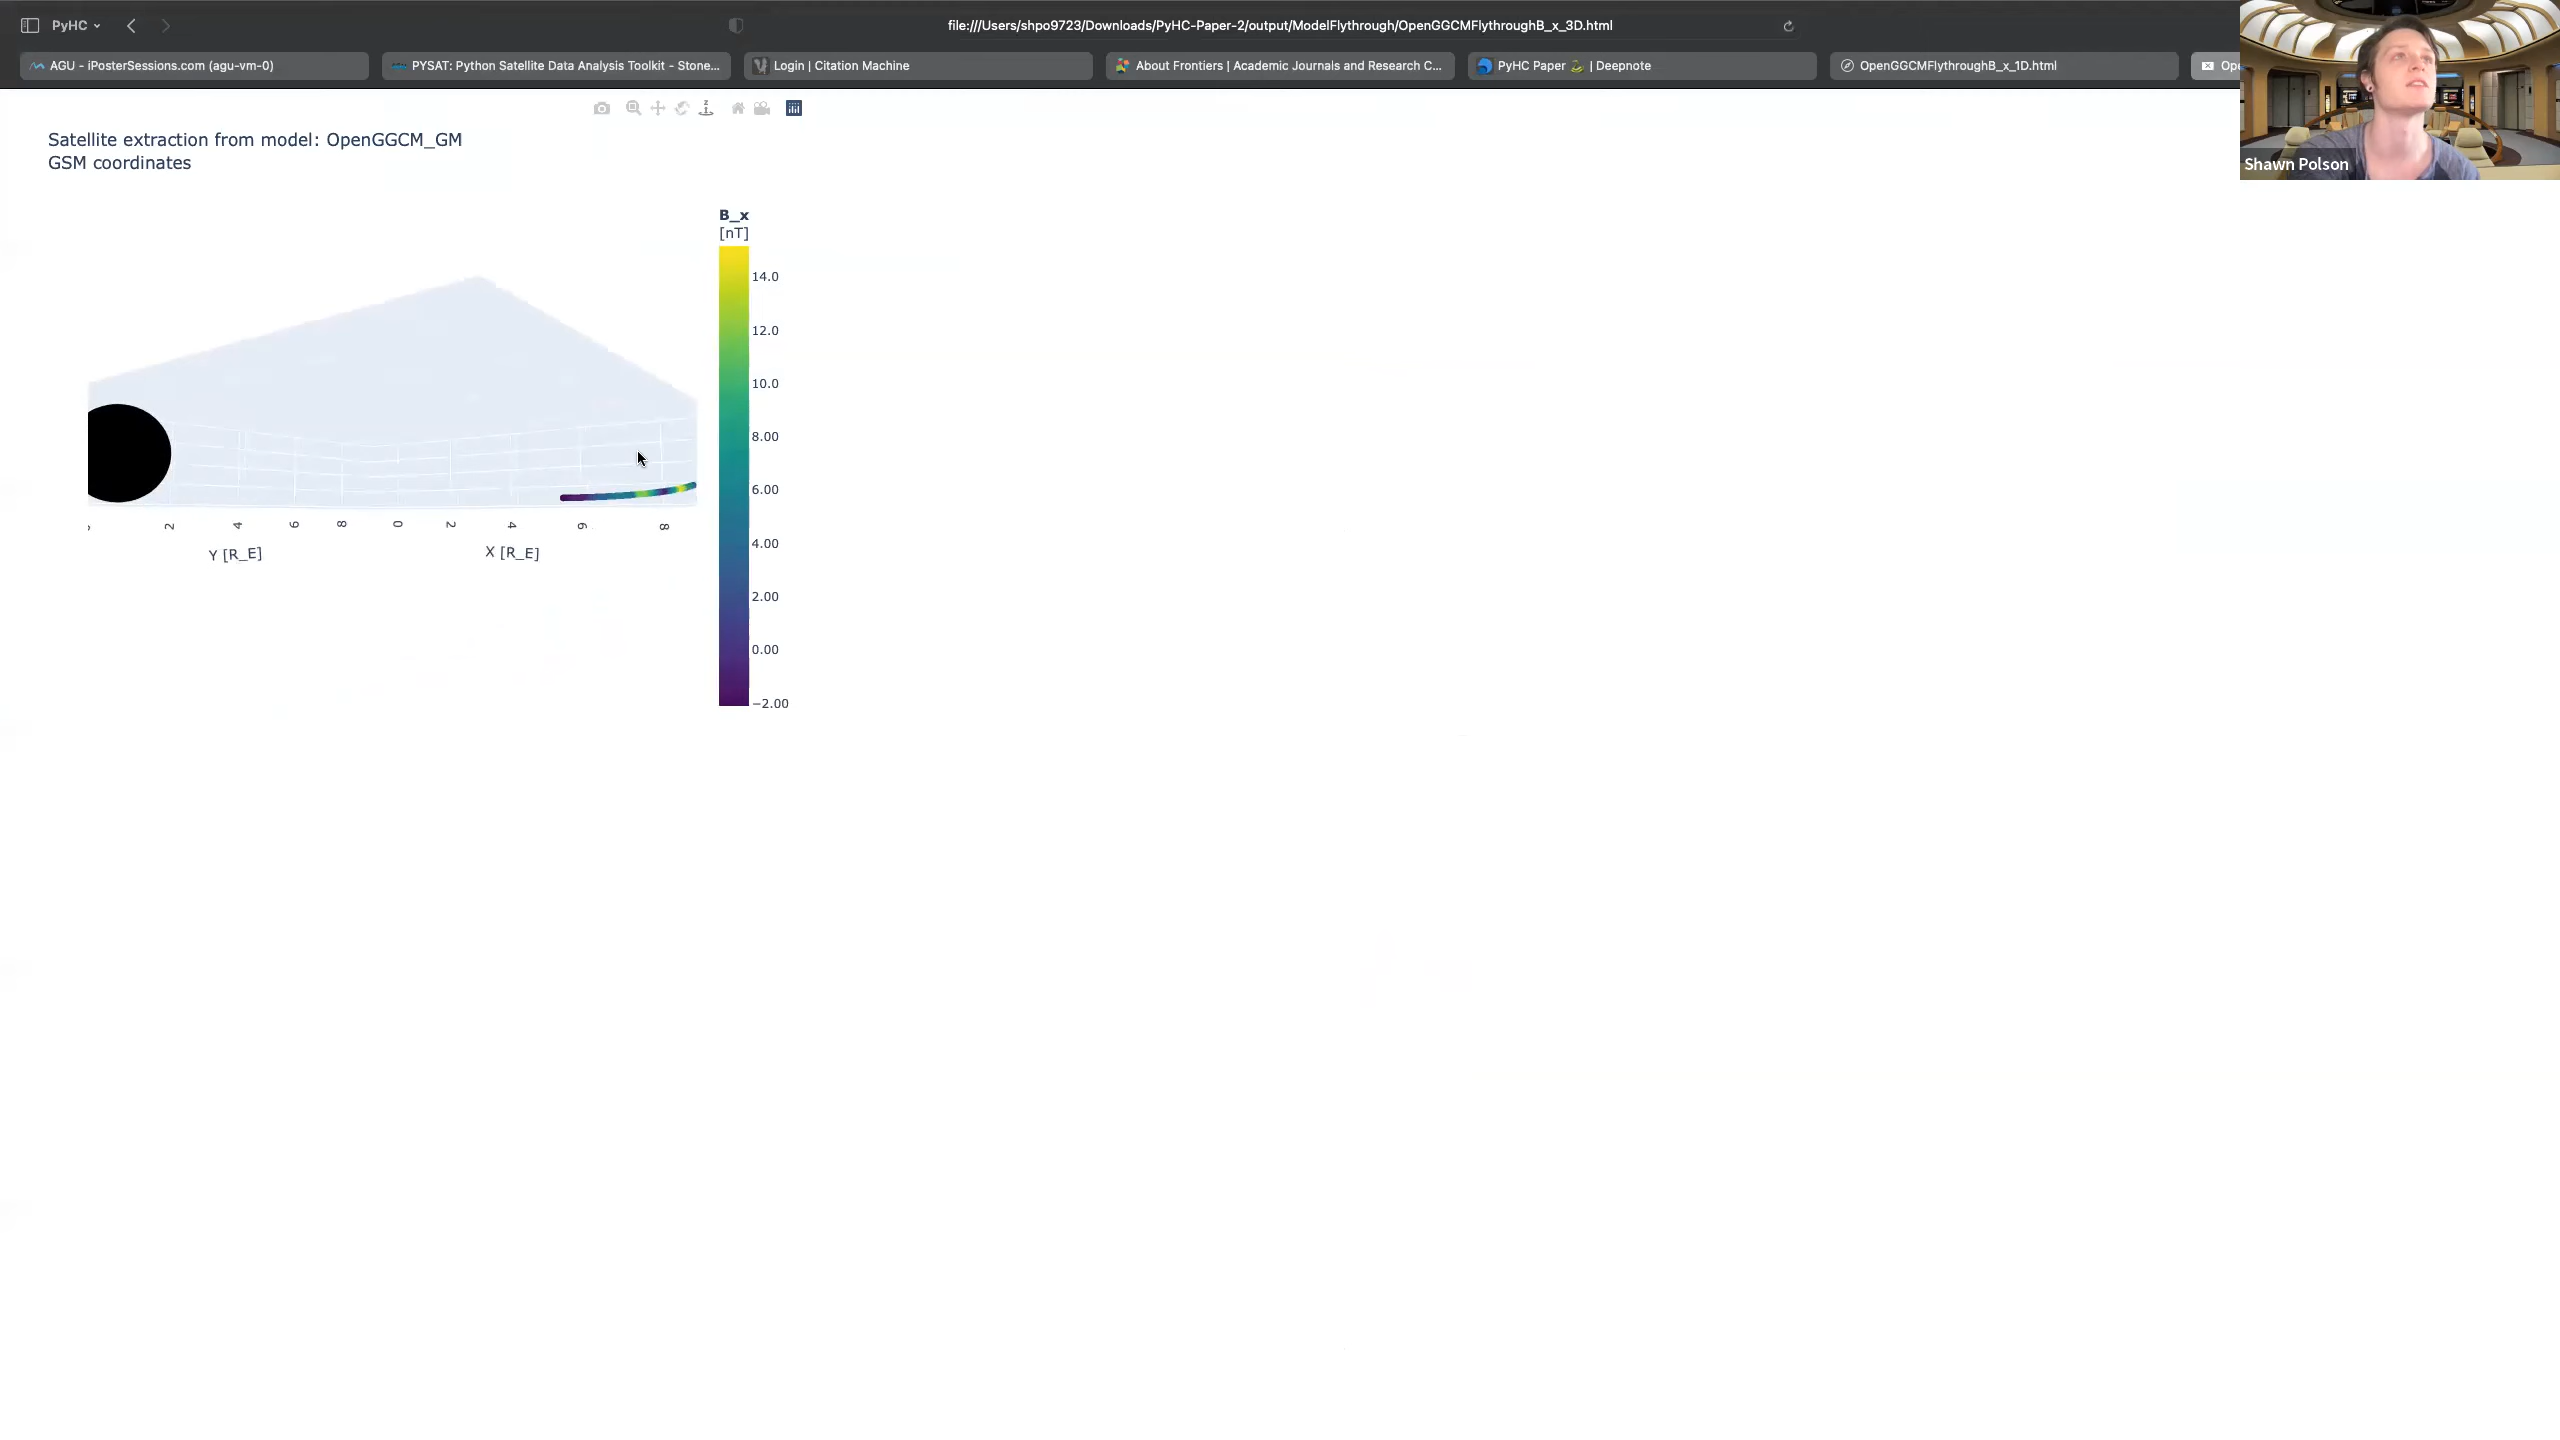 PyHC
file:///Users/shpo9723/Downloads/PyHC-Paper-2/output/ModelFlythrough/OpenGGCMFlythroughB_x_3D.html
AGU - iPosterSessions.com (agu-vm-0)
PYSAT: Python Satellite Data Analysis Toolkit - Stone...
Login | Citation Machine
About Frontiers | Academic Journals and Research C...
PyHC Paper 🐍 | Deepnote
OpenGGCMFlythroughB_x_1D.html
Ope
Shawn Polson
Satellite extraction from model: OpenGGCM_GM
GSM coordinates
B_x
[nT]
14.0
12.0
10.0
8.00
6.00
4.00
2.00
0.00
−2.00
2 4 6 8 0 2 4 6 8
Y [R_E] X [R_E]